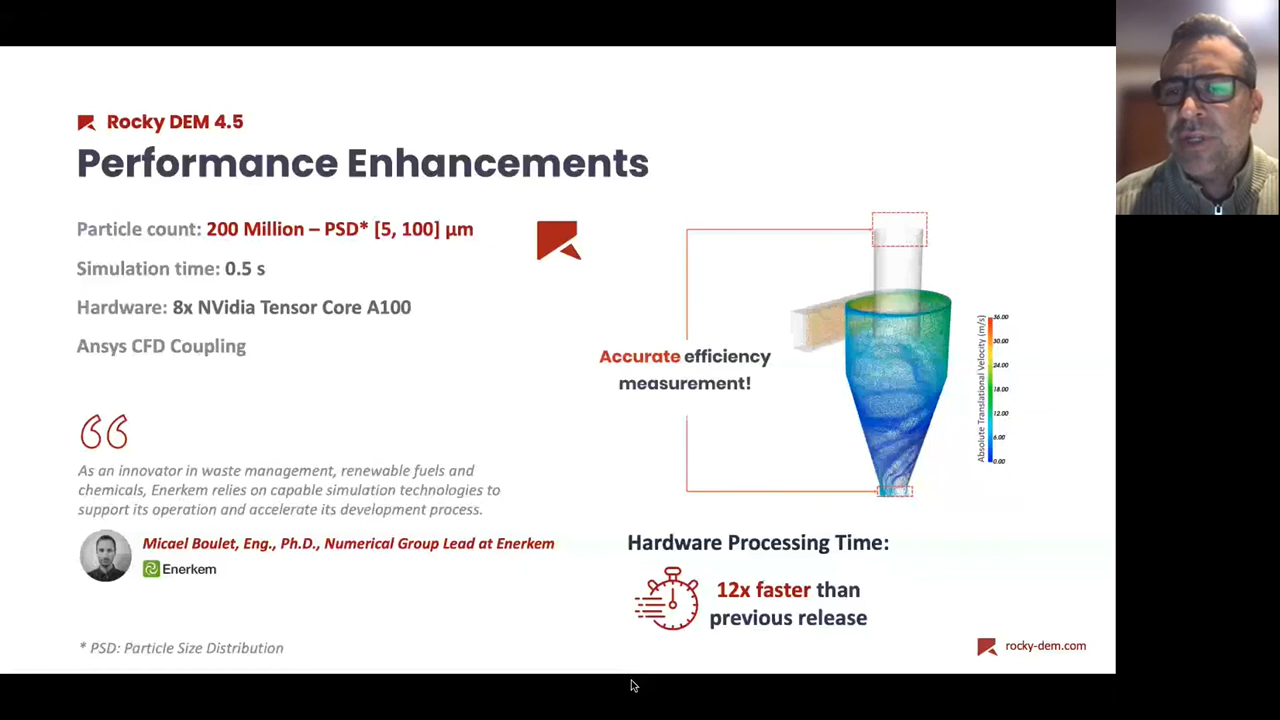 Rocky DEM 4.5
Performance Enhancements
Particle count: 200 Million – PSD* [5, 100] µm
Simulation time: 0.5 s
Hardware: 8x NVidia Tensor Core A100
Ansys CFD Coupling
Accurate efficiency
measurement!
Absolute Translational Velocity (m/s)
36.00
30.00
24.00
18.00
12.00
6.00
0.00
As an innovator in waste management, renewable fuels and
chemicals, Enerkem relies on capable simulation technologies to
support its operation and accelerate its development process.
Micael Boulet, Eng., Ph.D., Numerical Group Lead at Enerkem
Enerkem
Hardware Processing Time:
12x faster than
previous release
* PSD: Particle Size Distribution
rocky-dem.com